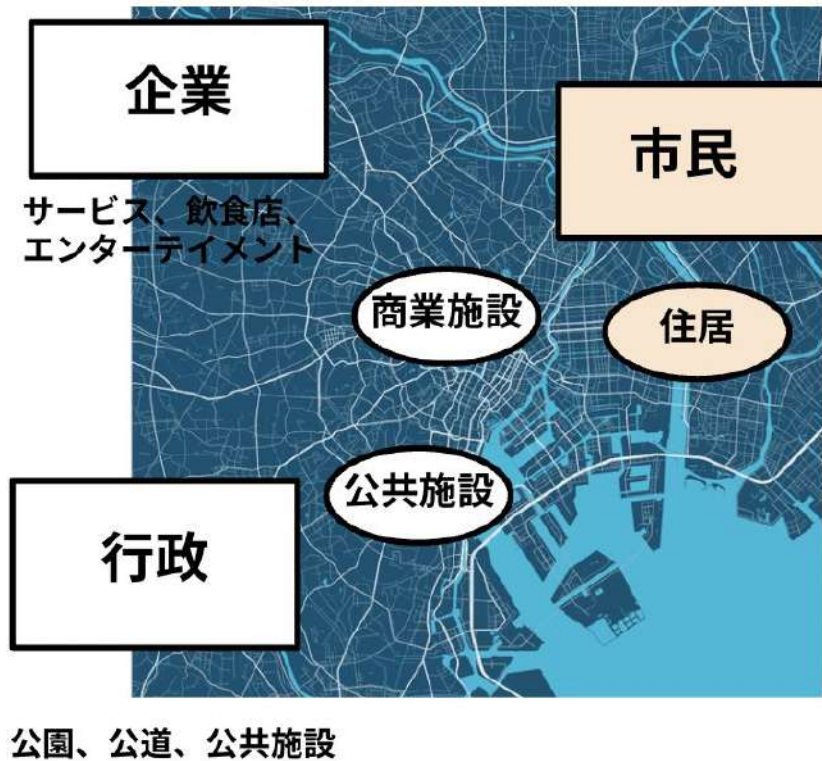 企業
市民
サービス、飲食店、
エンターテイメント
商業施設
住居
公共施設
行政
公園、公道、公共施設